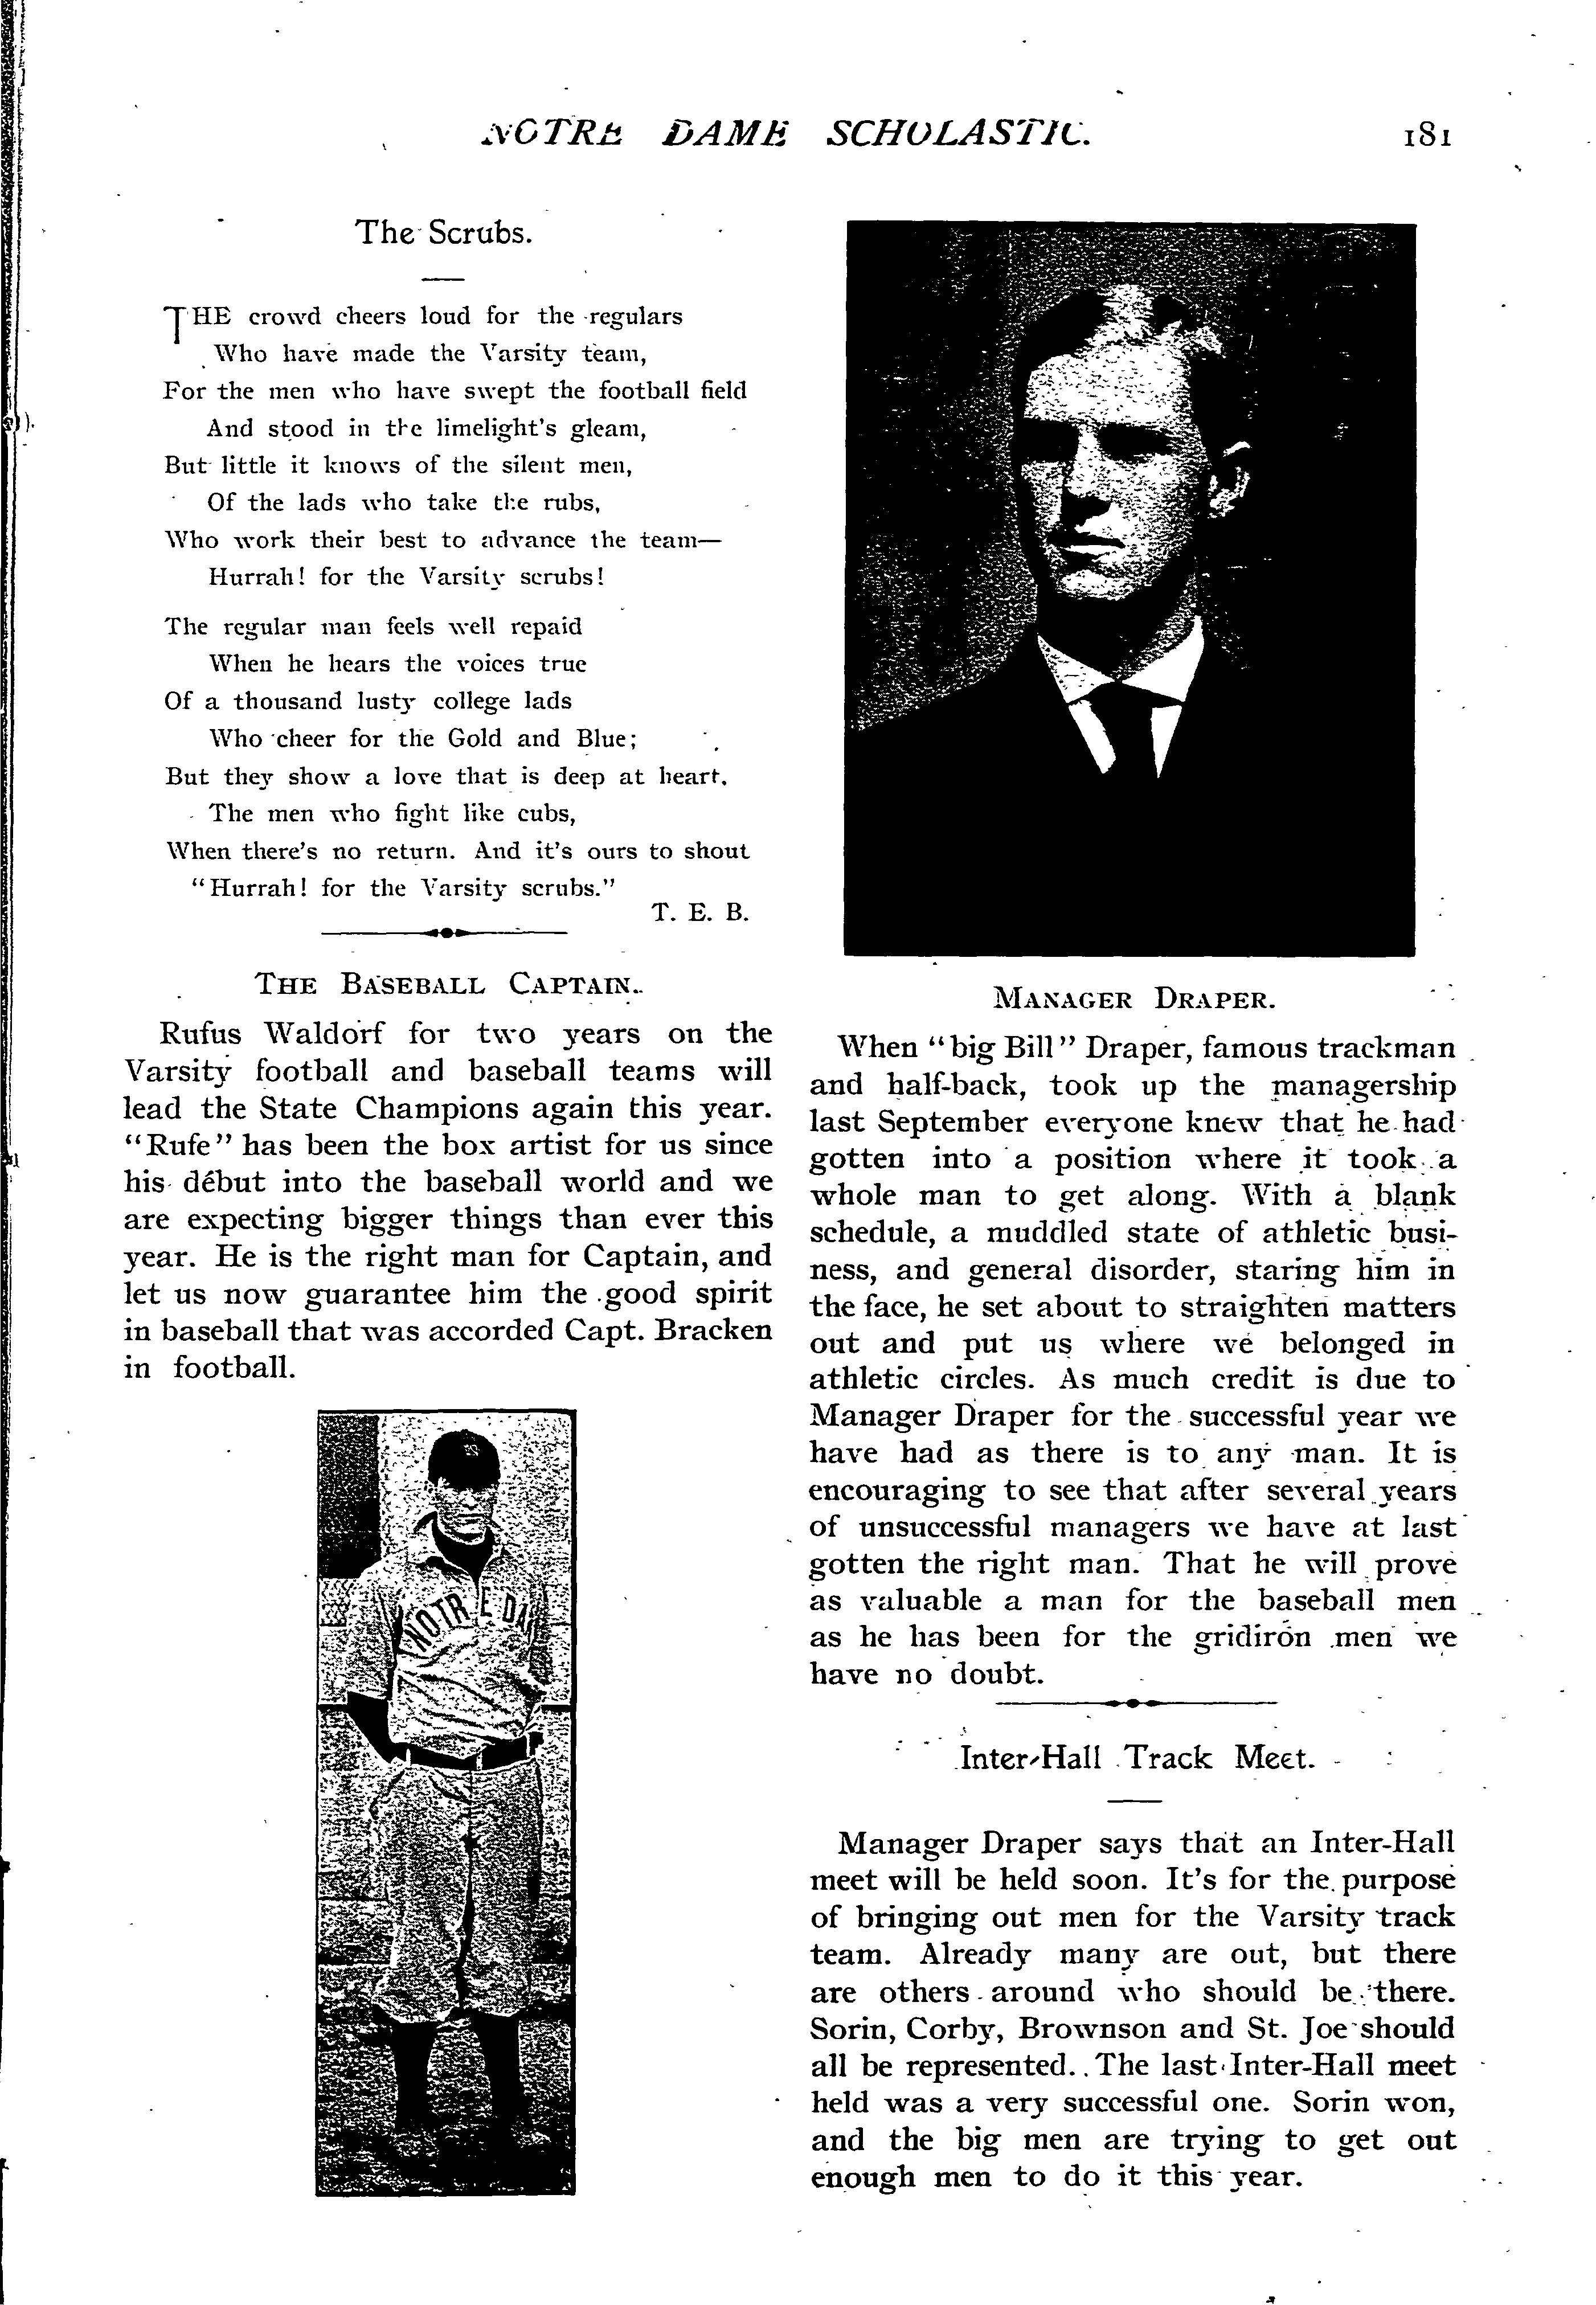 NOTRE DAME SCHOLASTIC. 181
The Scrubs.
THE crowd cheers loud for the regulars
Who have made the Varsity team,
For the men who have swept the football field
And stood in the limelight's gleam,
But little it knows of the silent men,
Of the lads who take the rubs,
Who work their best to advance the team—
Hurrah! for the Varsity scrubs!
The regular man feels well repaid
When he hears the voices true
Of a thousand lusty college lads
Who cheer for the Gold and Blue;
But they show a love that is deep at heart,
The men who fight like cubs,
When there's no return. And it's ours to shout
"Hurrah! for the Varsity scrubs."
T. E. B.
THE BASEBALL CAPTAIN.
Rufus Waldorf for two years on the
Varsity football and baseball teams will
lead the State Champions again this year.
"Rufe" has been the box artist for us since
his début into the baseball world and we
are expecting bigger things than ever this
year. He is the right man for Captain, and
let us now guarantee him the good spirit
in baseball that was accorded Capt. Bracken
in football.
NOTRE DA
MANAGER DRAPER.
When "big Bill" Draper, famous trackman
and half-back, took up the managership
last September everyone knew that he had
gotten into a position where it took a
whole man to get along. With a blank
schedule, a muddled state of athletic busi-
ness, and general disorder, staring him in
the face, he set about to straighten matters
out and put us where we belonged in
athletic circles. As much credit is due to
Manager Draper for the successful year we
have had as there is to any man. It is
encouraging to see that after several years
of unsuccessful managers we have at last
gotten the right man. That he will prove
as valuable a man for the baseball men
as he has been for the gridiron men we
have no doubt.
Inter-Hall Track Meet.
Manager Draper says that an Inter-Hall
meet will be held soon. It's for the purpose
of bringing out men for the Varsity track
team. Already many are out, but there
are others around who should be there.
Sorin, Corby, Brownson and St. Joe should
all be represented. The last Inter-Hall meet
held was a very successful one. Sorin won,
and the big men are trying to get out
enough men to do it this year.